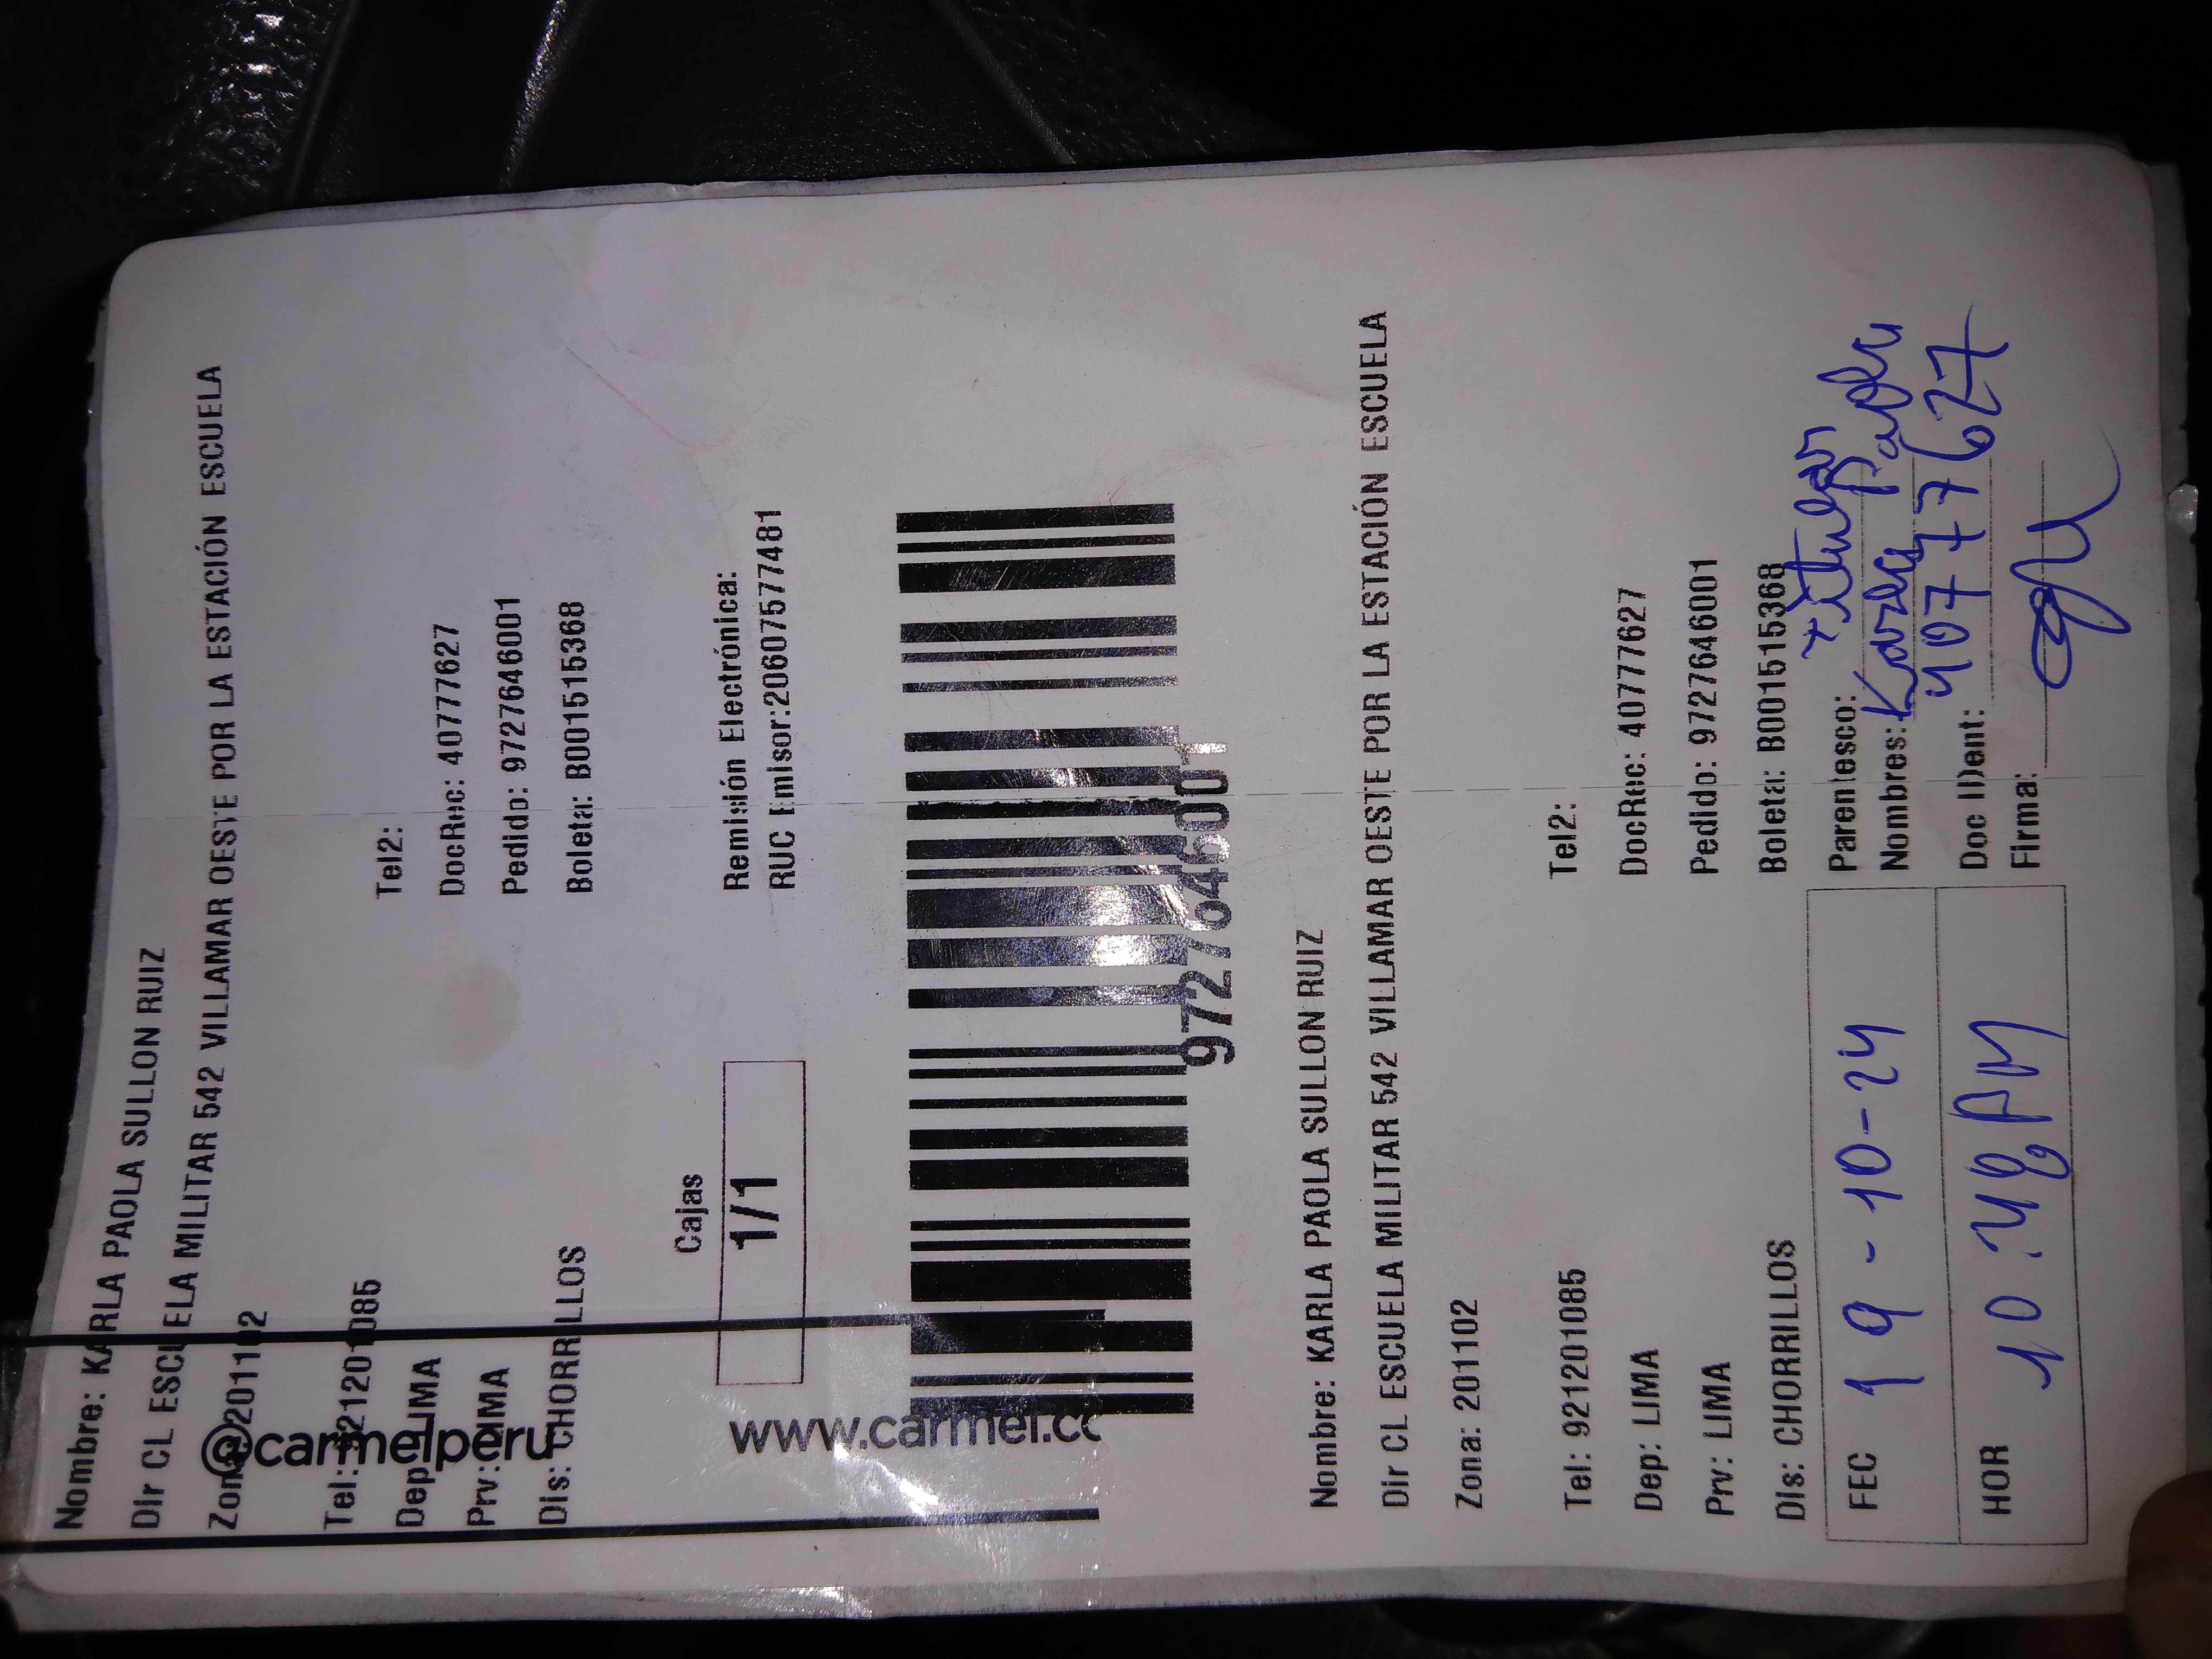 Nombre: KARLA PAOLA SULLON RUIZ
Dir CL ESCUELA MILITAR 542 VILLAMAR OESTE POR LA ESTACIÓN ESCUELA
Zona: 201102
@carmelperu
Tel: 921201085 Tel2:
Dep: LIMA DocRec: 40777627
Prv: LIMA Pedido: 9727646001
Dis: CHORRILLOS Boleta: B001515368
Cajas
1/1
Remisión Electrónica:
RUC Emisor:20607577481
www.carmel.cc
9727646001
Nombre: KARLA PAOLA SULLON RUIZ
Dir CL ESCUELA MILITAR 542 VILLAMAR OESTE POR LA ESTACIÓN ESCUELA
Zona: 201102
Tel: 921201085 Tel2:
Dep: LIMA DocRec: 40777627
Prv: LIMA Pedido: 9727646001
Dis: CHORRILLOS Boleta: B001515368
FEC 19-10-24
HOR 10:48 PM
Parentesco: titular
Nombres: Karla Paola
Doc IDent: 40777627
Firma: